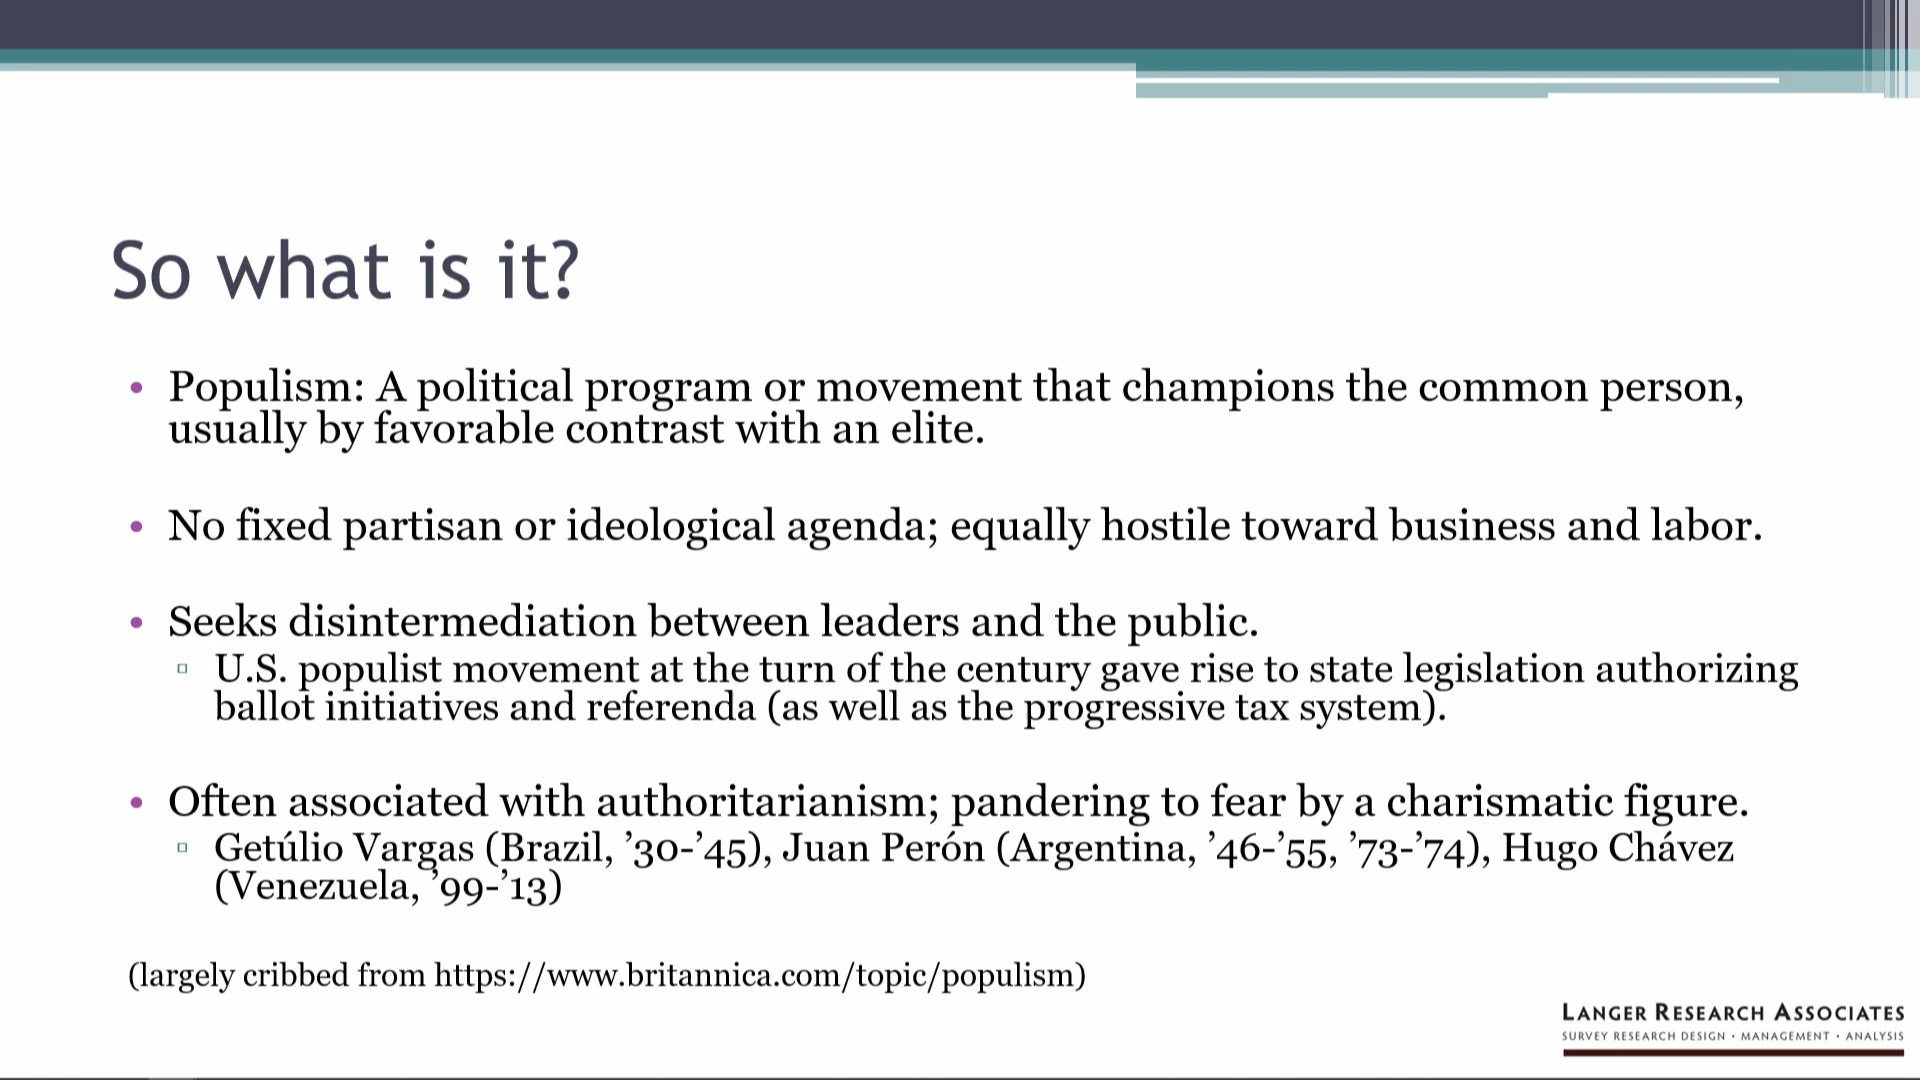 So what is it?
• Populism: A political program or movement that champions the common person,
usually by favorable contrast with an elite.
• No fixed partisan or ideological agenda; equally hostile toward business and labor.
• Seeks disintermediation between leaders and the public.
▫ U.S. populist movement at the turn of the century gave rise to state legislation authorizing
ballot initiatives and referenda (as well as the progressive tax system).
• Often associated with authoritarianism; pandering to fear by a charismatic figure.
▫ Getúlio Vargas (Brazil, ’30-’45), Juan Perón (Argentina, ’46-’55, ’73-’74), Hugo Chávez
(Venezuela, ’99-’13)
(largely cribbed from https://www.britannica.com/topic/populism)
LANGER RESEARCH ASSOCIATES
SURVEY RESEARCH DESIGN · MANAGEMENT · ANALYSIS